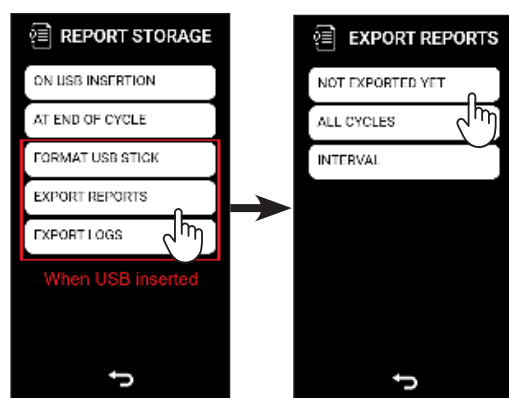 REPORT STORAGE
ON USB INSERTION
AT END OF CYCLE
FORMAT USB STICK
EXPORT REPORTS
EXPORT LOGS
When USB inserted
EXPORT REPORTS
NOT EXPORTED YET
ALL CYCLES
INTERVAL